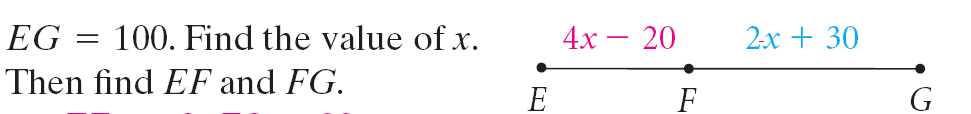 EG = 100. Find the value of x.
Then find EF and FG.
4x − 20 2x + 30
E F G